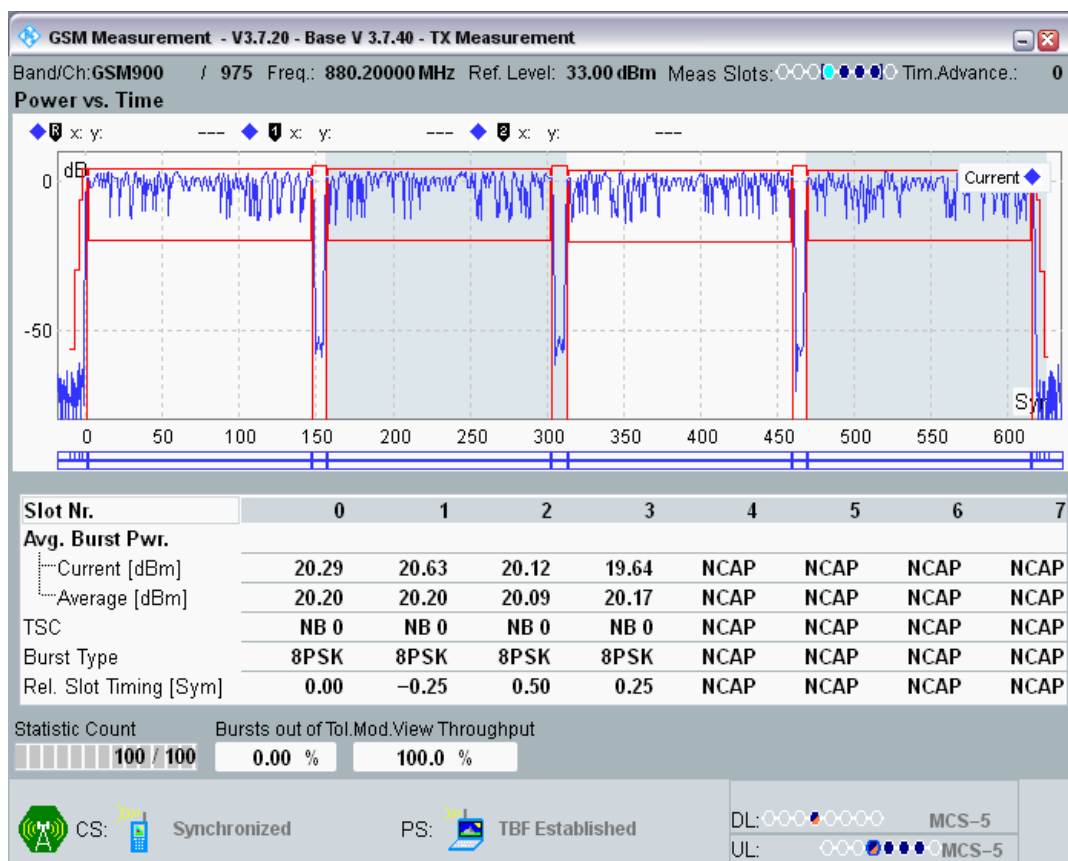 GSM Measurement - V3.7.20 - Base V 3.7.40 - TX Measurement
Band/Ch:GSM900 / 975 Freq.: 880.20000 MHz Ref. Level: 33.00 dBm Meas Slots: Tim.Advance.: 0
Power vs. Time
R x: y: --- 1 x: y: --- 2 x: y: ---
dB
Current
0
-50
Sym
0 50 100 150 200 250 300 350 400 450 500 550 600
Slot Nr. 0 1 2 3 4 5 6 7
Avg. Burst Pwr.
Current [dBm] 20.29 20.63 20.12 19.64 NCAP NCAP NCAP NCAP
Average [dBm] 20.20 20.20 20.09 20.17 NCAP NCAP NCAP NCAP
TSC NB 0 NB 0 NB 0 NB 0 NCAP NCAP NCAP NCAP
Burst Type 8PSK 8PSK 8PSK 8PSK NCAP NCAP NCAP NCAP
Rel. Slot Timing [Sym] 0.00 −0.25 0.50 0.25 NCAP NCAP NCAP NCAP
Statistic Count Bursts out of Tol.Mod.View Throughput
100 / 100 0.00 % 100.0 %
CS: Synchronized PS: TBF Established DL: MCS−5
UL: MCS−5